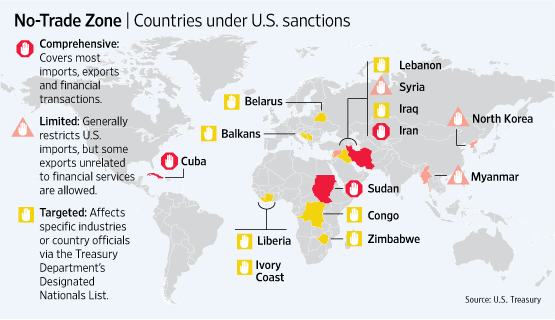 No-Trade Zone | Countries under U.S. sanctions
Comprehensive:
Covers most
imports, exports
and financial
transactions.
Limited: Generally
restricts U.S.
imports, but some
exports unrelated
to financial services
are allowed.
Targeted: Affects
specific industries
or country officials
via the Treasury
Department's
Designated
Nationals List.
Cuba
Belarus
Balkans
Liberia
Ivory
Coast
Lebanon
Syria
Iraq
Iran
Sudan
Congo
Zimbabwe
North Korea
Myanmar
Source: U.S. Treasury